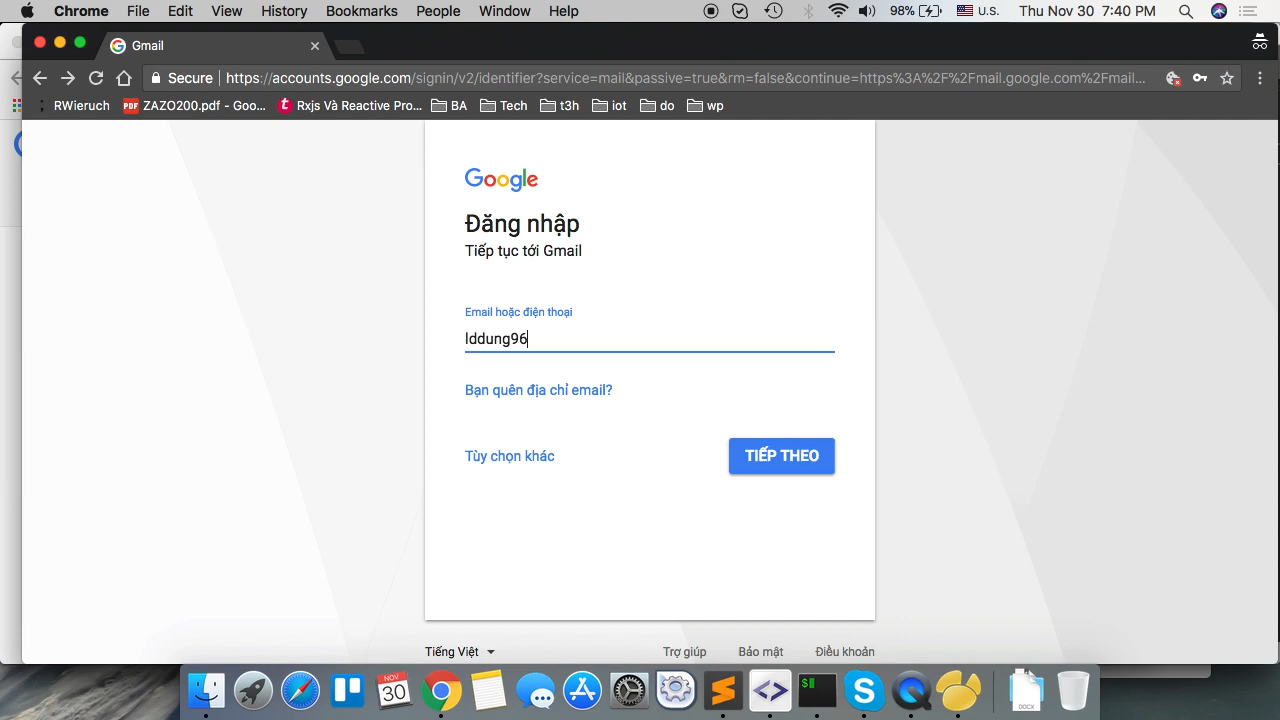 Chrome File Edit View History Bookmarks People Window Help 98% U.S. Thu Nov 30 7:40 PM
Gmail
Secure https://accounts.google.com/signin/v2/identifier?service=mail&passive=true&rm=false&continue=https%3A%2F%2Fmail.google.com%2Fmail...
RWieruch PDF ZAZO200.pdf - Goo... t Rxjs Và Reactive Pro... BA Tech t3h iot do wp
Google
Đăng nhập
Tiếp tục tới Gmail
Email hoặc điện thoại
lddung96
Bạn quên địa chỉ email?
Tùy chọn khác TIẾP THEO
Tiếng Việt Trợ giúp Bảo mật Điều khoản
NOV
30
$
DOCX